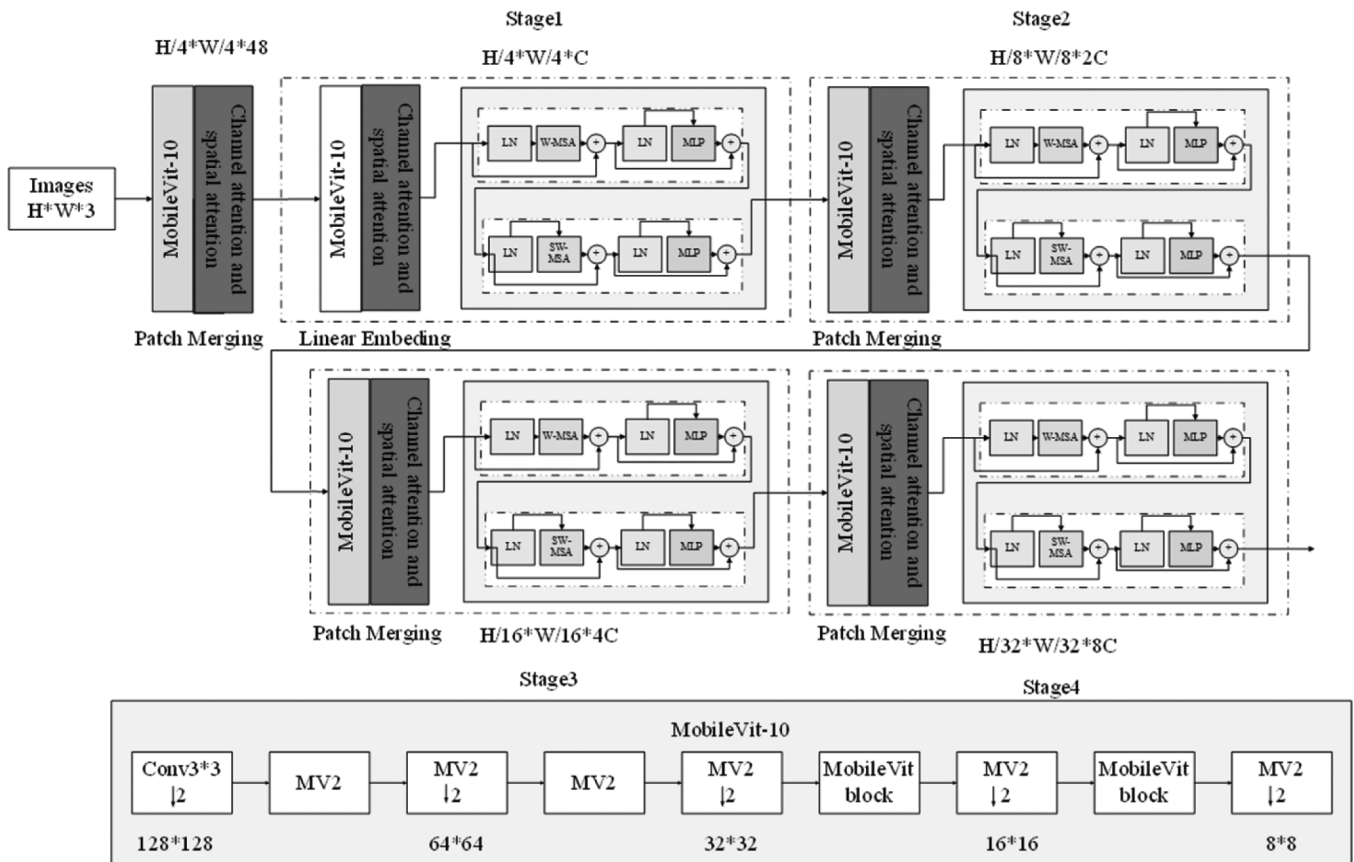 Stage1
Stage2
H/4*W/4*48
H/4*W/4*C
H/8*W/8*2C
Images
H*W*3
MobileVit-10
Channel attention and
spatial attention
Patch Merging
MobileVit-10
Channel attention and
spatial attention
Linear Embeding
LN
W-MSA
+
LN
MLP
+
LN
SW-
MSA
+
LN
MLP
+
MobileVit-10
Channel attention and
spatial attention
Patch Merging
LN
W-MSA
+
LN
MLP
+
LN
SW-
MSA
+
LN
MLP
+
MobileVit-10
Channel attention and
spatial attention
Patch Merging
LN
W-MSA
+
LN
MLP
+
LN
SW-
MSA
+
LN
MLP
+
H/16*W/16*4C
Stage3
MobileVit-10
Channel attention and
spatial attention
Patch Merging
LN
W-MSA
+
LN
MLP
+
LN
SW-
MSA
+
LN
MLP
+
H/32*W/32*8C
Stage4
MobileVit-10
Conv3*3
↓2
MV2
MV2
↓2
MV2
MV2
↓2
MobileVit
block
MV2
↓2
MobileVit
block
MV2
↓2
128*128
64*64
32*32
16*16
8*8